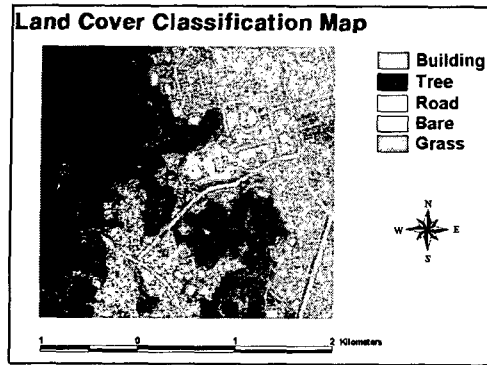 Land Cover Classification Map
Building
Tree
Road
Bare
Grass
N
W E
S
1 0 1 2 Kilometers